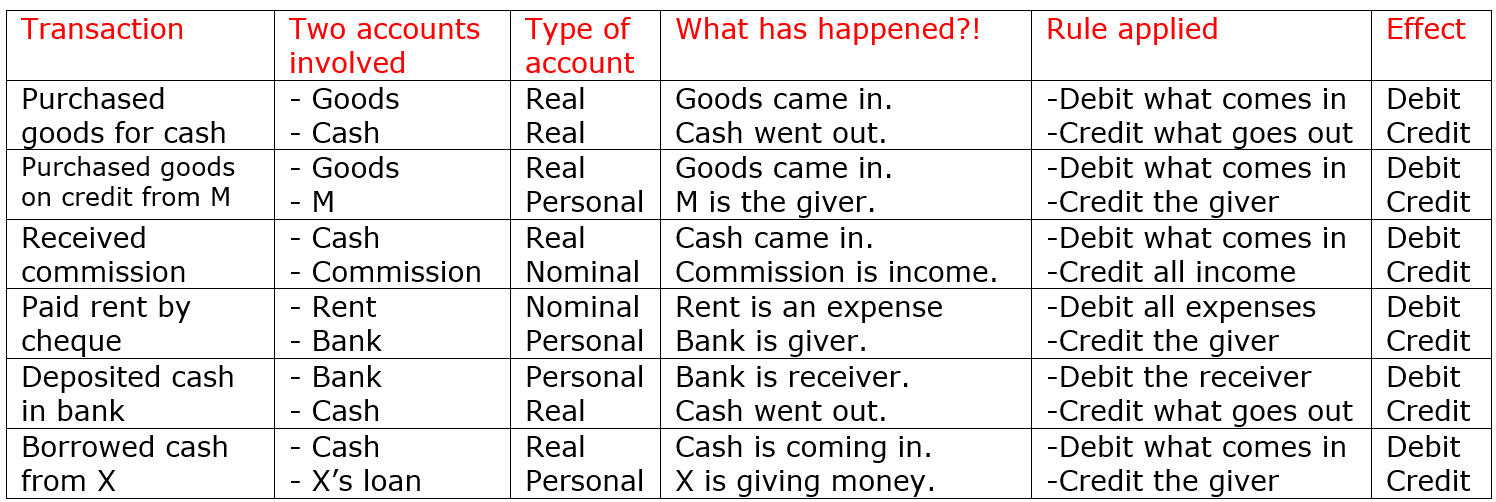 Transaction Two accounts involved Type of account What has happened?! Rule applied Effect
Purchased - Goods Real Goods came in. -Debit what comes in Debit
goods for cash - Cash Real Cash went out. -Credit what goes out Credit
Purchased goods - Goods Real Goods came in. -Debit what comes in Debit
on credit from M - M Personal M is the giver. -Credit the giver Credit
Received - Cash Real Cash came in. -Debit what comes in Debit
commission - Commission Nominal Commission is income. -Credit all income Credit
Paid rent by - Rent Nominal Rent is an expense -Debit all expenses Debit
cheque - Bank Personal Bank is giver. -Credit the giver Credit
Deposited cash - Bank Personal Bank is receiver. -Debit the receiver Debit
in bank - Cash Real Cash went out. -Credit what goes out Credit
Borrowed cash - Cash Real Cash is coming in. -Debit what comes in Debit
from X - X’s loan Personal X is giving money. -Credit the giver Credit